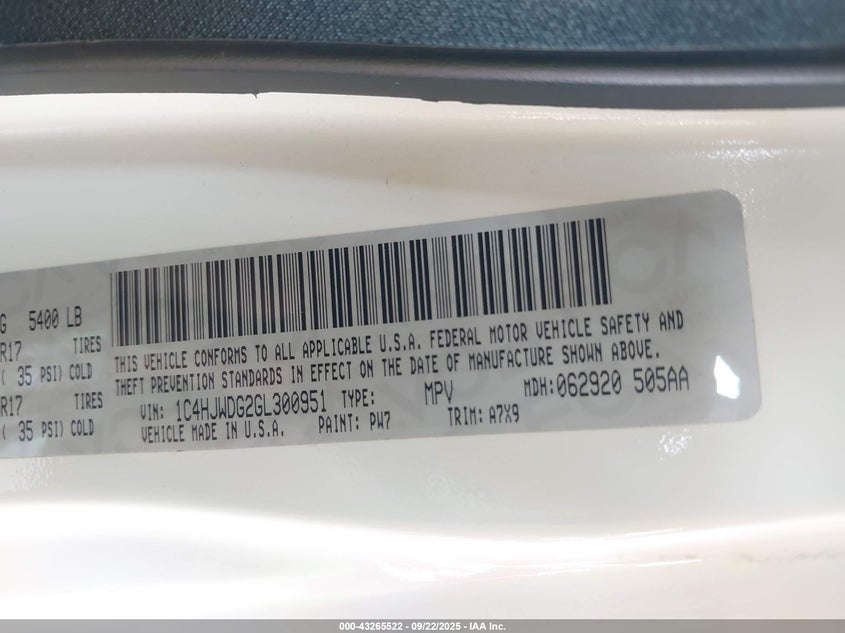 G 5400 LB
R17 TIRES
( 35 PSI) COLD
R17 TIRES
( 35 PSI) COLD
THIS VEHICLE CONFORMS TO ALL APPLICABLE U.S.A. FEDERAL MOTOR VEHICLE SAFETY AND
THEFT PREVENTION STANDARDS IN EFFECT ON THE DATE OF MANUFACTURE SHOWN ABOVE.
VIN: 1C4HJWDG2GL300951 TYPE: MPV MDH:062920 505AA
VEHICLE MADE IN U.S.A. PAINT: PW7 TRIM: A7X9
000-43265522 - 09/22/2025 - IAA Inc.